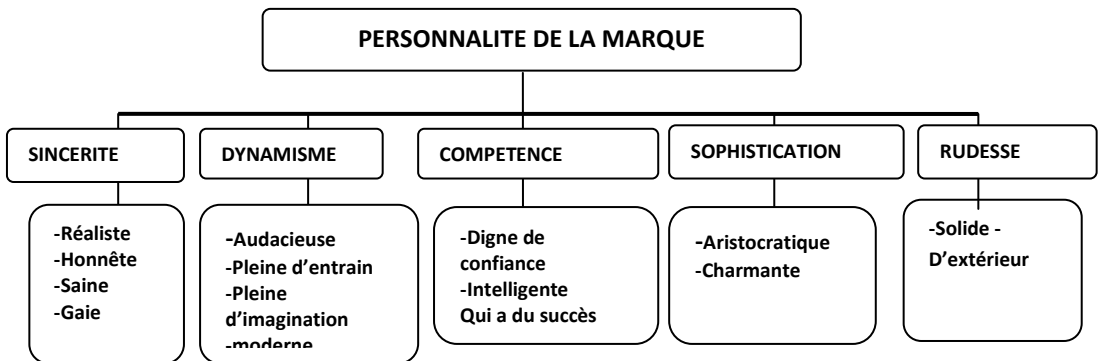 PERSONNALITE DE LA MARQUE
SINCERITE
DYNAMISME
COMPETENCE
SOPHISTICATION
RUDESSE
-Réaliste
-Honnête
-Saine
-Gaie
-Audacieuse
-Pleine d’entrain
-Pleine
d’imagination
-moderne
-Digne de
confiance
-Intelligente
Qui a du succès
-Aristocratique
-Charmante
-Solide -
D’extérieur